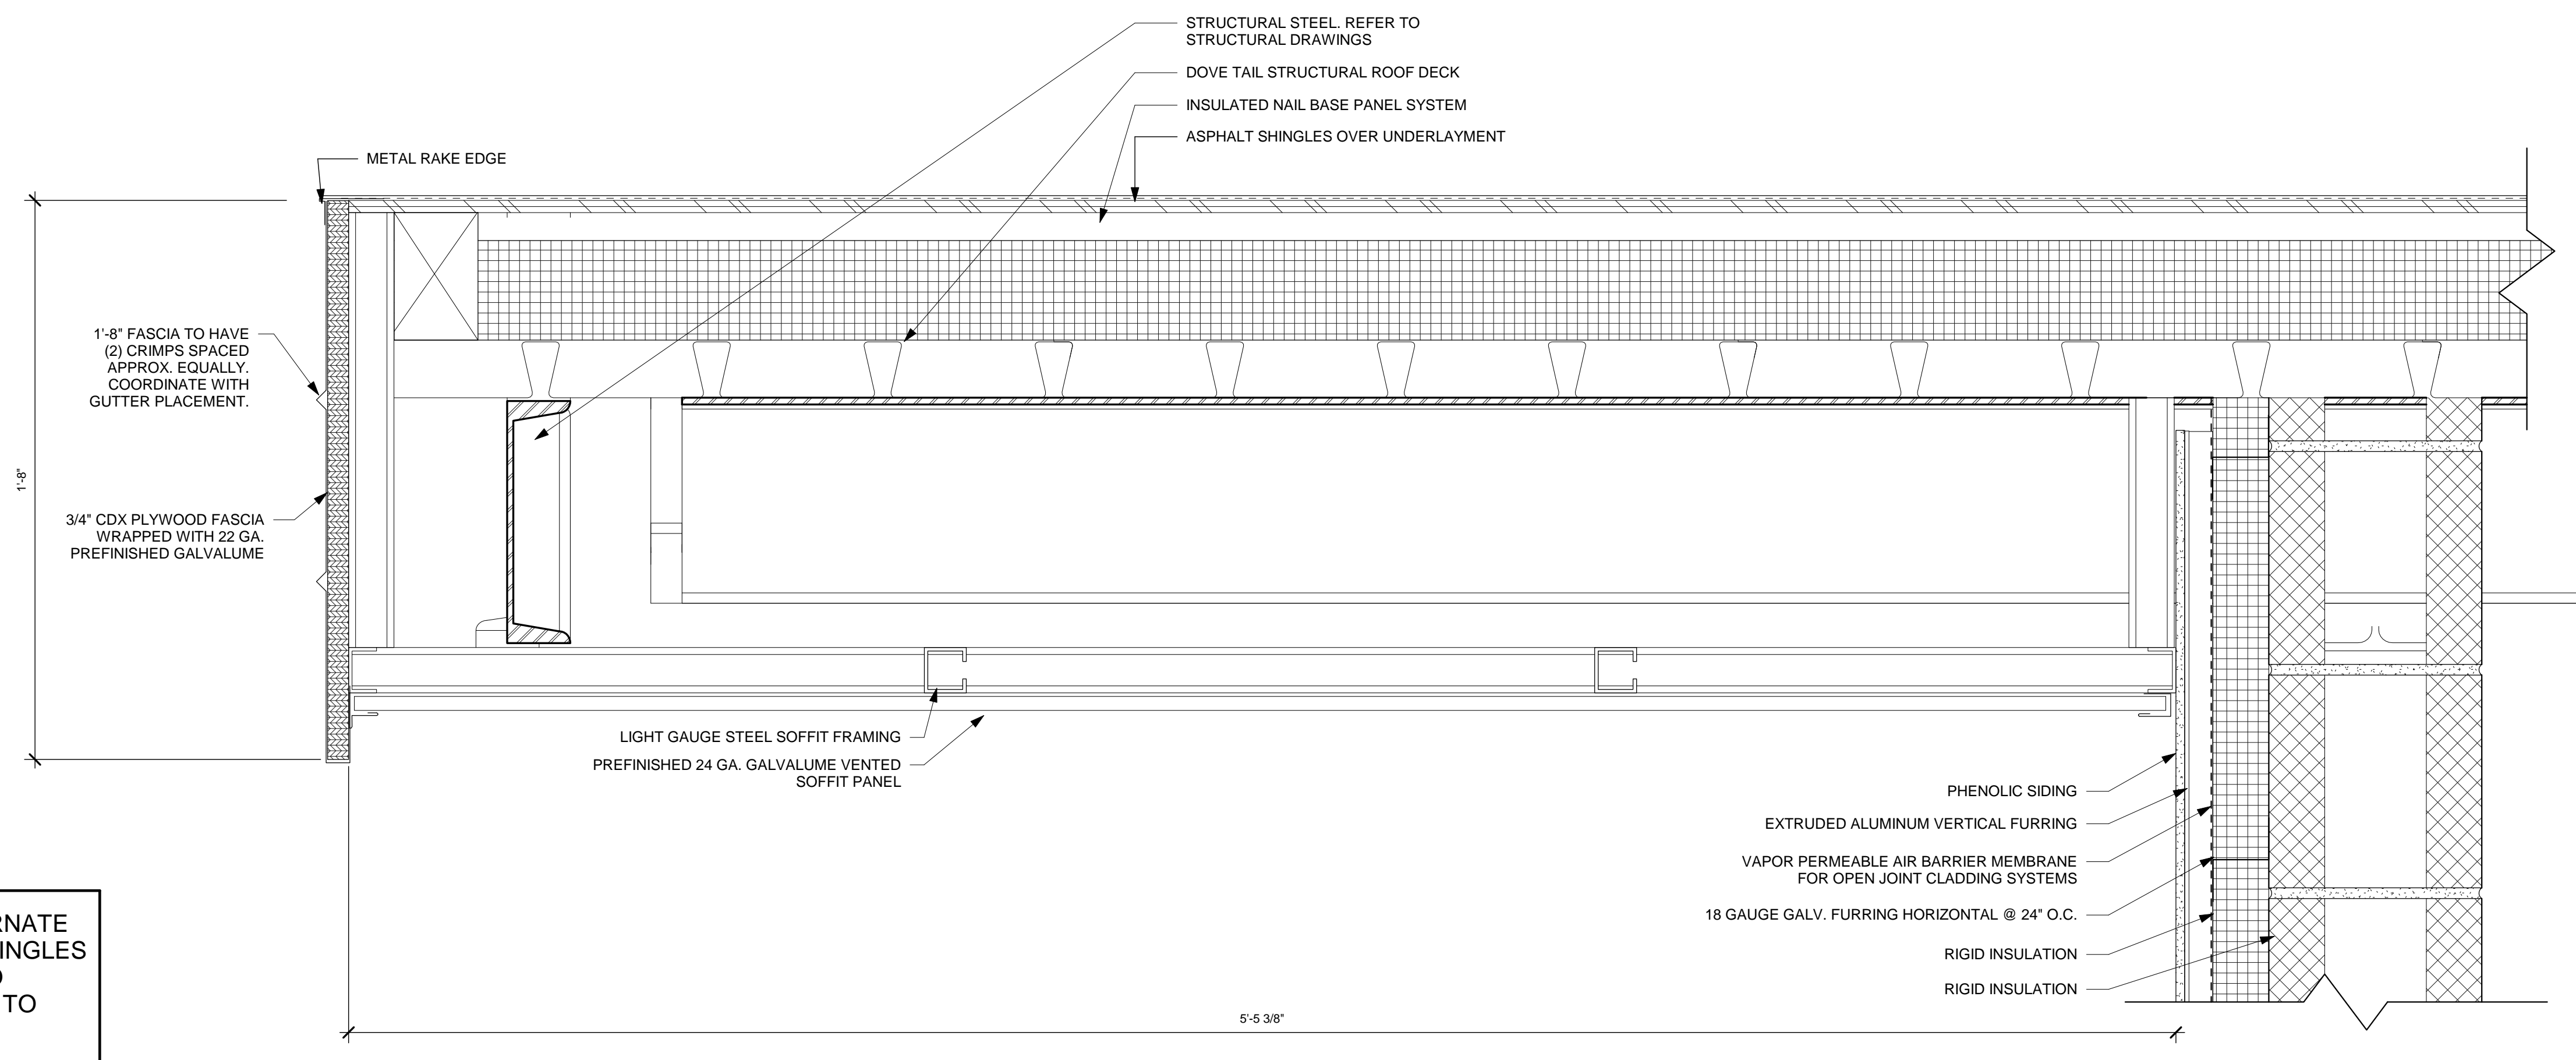 STRUCTURAL STEEL. REFER TO
STRUCTURAL DRAWINGS
DOVE TAIL STRUCTURAL ROOF DECK
INSULATED NAIL BASE PANEL SYSTEM
ASPHALT SHINGLES OVER UNDERLAYMENT
METAL RAKE EDGE
1'-8" FASCIA TO HAVE
(2) CRIMPS SPACED
APPROX. EQUALLY.
COORDINATE WITH
GUTTER PLACEMENT.
1'-8"
3/4" CDX PLYWOOD FASCIA
WRAPPED WITH 22 GA.
PREFINISHED GALVALUME
LIGHT GAUGE STEEL SOFFIT FRAMING
PREFINISHED 24 GA. GALVALUME VENTED
SOFFIT PANEL
PHENOLIC SIDING
EXTRUDED ALUMINUM VERTICAL FURRING
VAPOR PERMEABLE AIR BARRIER MEMBRANE
FOR OPEN JOINT CLADDING SYSTEMS
18 GAUGE GALV. FURRING HORIZONTAL @ 24" O.C.
RIGID INSULATION
RIGID INSULATION
RNATE
INGLES
TO
5'-5 3/8"